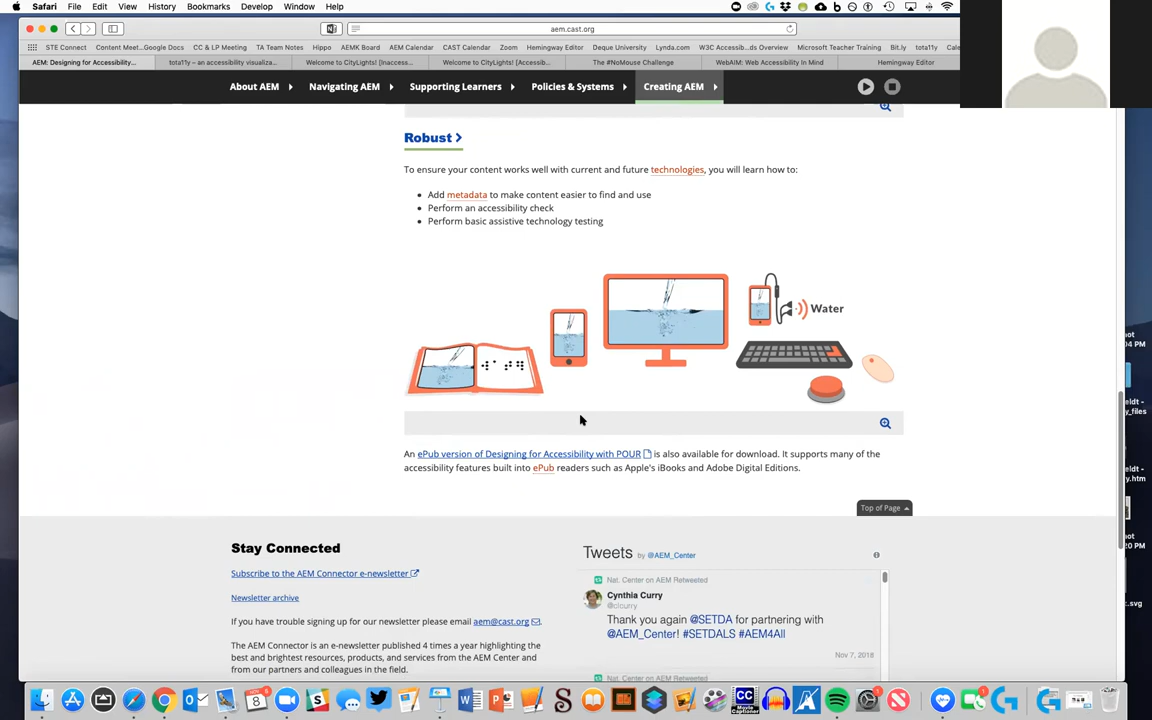 Safari File Edit View History Bookmarks Develop Window Help
aem.cast.org
STE Connect Content Meet...Google Docs CC & LP Meeting TA Team Notes Hippo AEMK Board AEM Calendar CAST Calendar Zoom Hemingway Editor Deque University Lynda.com W3C Accessib...ds Overview Microsoft Teacher Training Bit.ly tota11y Cale
AEM: Designing for Accessibility... tota11y – an accessibility visualiza... Welcome to CityLights! [Inaccess... Welcome to CityLights! [Accessib... The #NoMouse Challenge WebAIM: Web Accessibility In Mind Hemingway Editor
About AEM Navigating AEM Supporting Learners Policies & Systems Creating AEM
Robust >
To ensure your content works well with current and future technologies, you will learn how to:
• Add metadata to make content easier to find and use
• Perform an accessibility check
• Perform basic assistive technology testing
Water
An ePub version of Designing for Accessibility with POUR is also available for download. It supports many of the
accessibility features built into ePub readers such as Apple's iBooks and Adobe Digital Editions.
Top of Page
Stay Connected
Subscribe to the AEM Connector e-newsletter
Newsletter archive
If you have trouble signing up for our newsletter please email aem@cast.org.
The AEM Connector is an e-newsletter published 4 times a year highlighting the
best and brightest resources, products, and services from the AEM Center and
from our partners and colleagues in the field.
Tweets by @AEM_Center
Nat. Center on AEM Retweeted
Cynthia Curry
@clcurry
Thank you again @SETDA for partnering with
@AEM_Center! #SETDALS #AEM4All
Nov 7, 2018
Nat. Center on AEM Retweeted